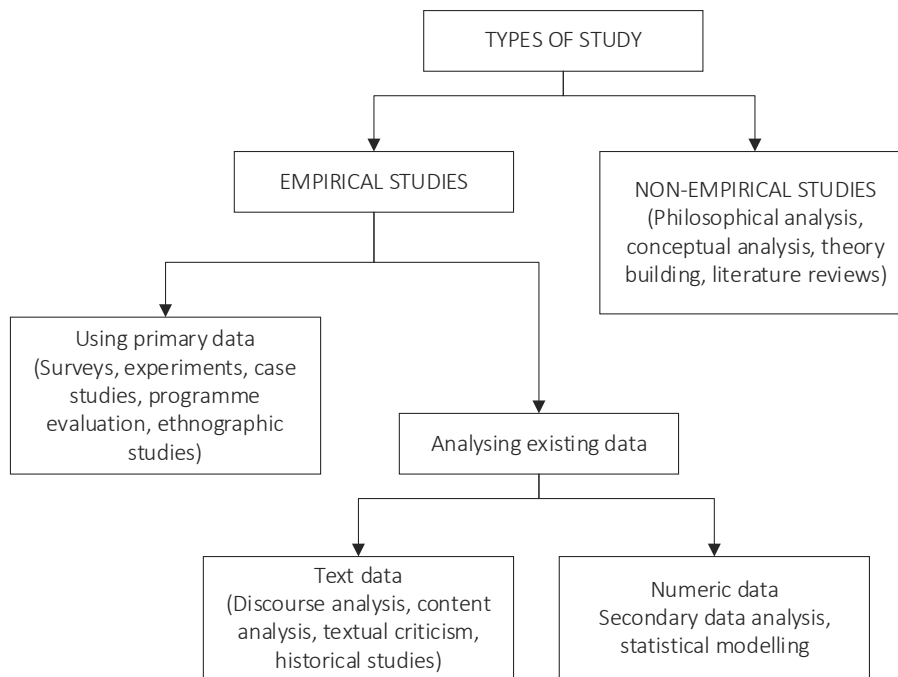 TYPES OF STUDY
EMPIRICAL STUDIES
NON-EMPIRICAL STUDIES
(Philosophical analysis,
conceptual analysis, theory
building, literature reviews)
Using primary data
(Surveys, experiments, case
studies, programme
evaluation, ethnographic
studies)
Analysing existing data
Text data
(Discourse analysis, content
analysis, textual criticism,
historical studies)
Numeric data
Secondary data analysis,
statistical modelling